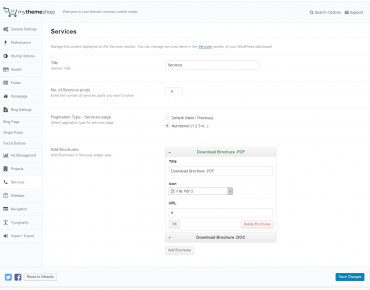 mythemeshop
Welcome to your theme's version control center
Search Options
Support
General Settings
Performance
Styling Options
Header
Footer
Homepage
Blog Settings
Blog Page
Single Posts
Social Buttons
Ad Management
Projects
Services
Sidebars
Navigation
Typography
Import / Export
Services
Manage the content displayed on the Services section. You can manage services items in the Services section of your WordPress dashboard
Title
Section Title
Services
No. of Services posts
Enter the number of services posts you want to show
Pagination Type - Services page
Select pagination type for services page
Default (Next / Previous)
Numbered (1 2 3 4...)
Add Brochures
Add Brochures in Services widget area
Download Brochure .PDF
Title
Download Brochure .PDF
Icon
File Pdf O
URL
#
OK
Delete Brochures
Download Brochure .DOC
Add Brochures
Reset to Defaults
Save Changes